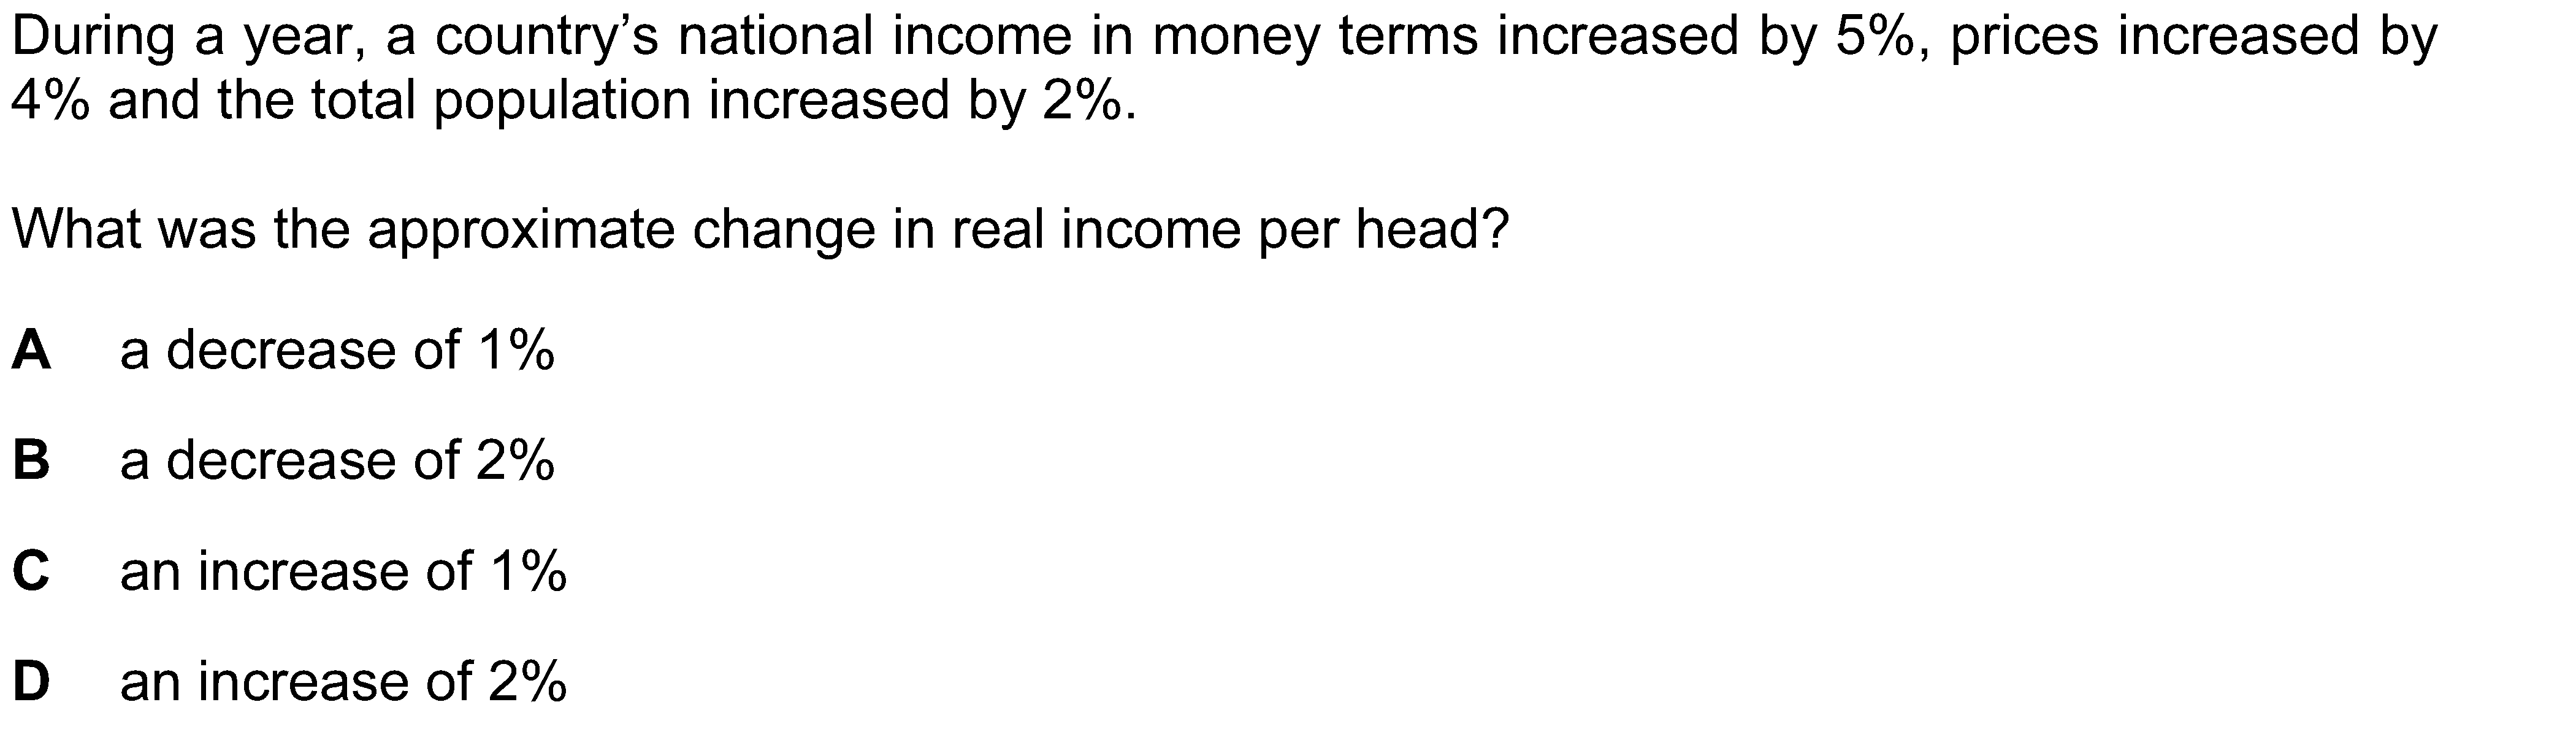 During a year, a country’s national income in money terms increased by 5%, prices increased by
4% and the total population increased by 2%.
What was the approximate change in real income per head?
A a decrease of 1%
B a decrease of 2%
C an increase of 1%
D an increase of 2%